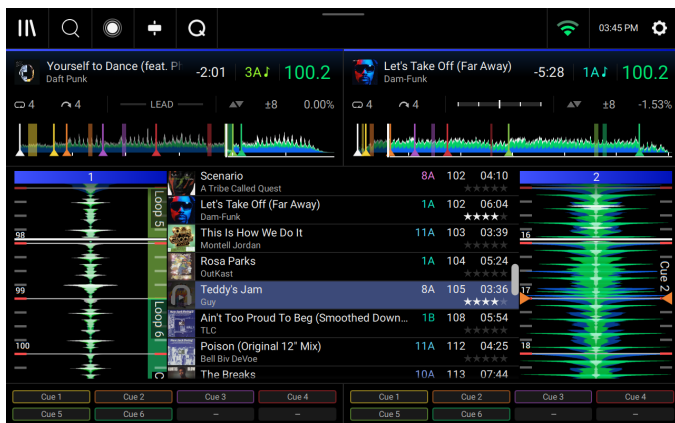 03:45 PM
Yourself to Dance (feat. Ph
Daft Punk
-2:01
3A
100.2
4
4
LEAD
±8
0.00%
Let's Take Off (Far Away)
Dam-Funk
-5:28
1A
100.2
4
4
±8
-1.53%
1
Loop 5
98
99
Loop 6
100
C
Scenario 8A 102 04:10
A Tribe Called Quest
Let's Take Off (Far Away) 1A 102 06:04
Dam-Funk
This Is How We Do It 11A 103 03:39
Montell Jordan
Rosa Parks 1A 104 05:24
OutKast
Teddy's Jam 8A 105 03:36
Guy
Ain't Too Proud To Beg (Smoothed Down... 1B 108 05:54
TLC
Poison (Original 12" Mix) 11A 112 04:25
Bell Biv DeVoe
The Breaks 10A 113 07:44
2
16
Cue 2
17
18
Cue 1 Cue 2 Cue 3 Cue 4
Cue 5 Cue 6 – –
Cue 1 Cue 2 Cue 3 Cue 4
Cue 5 Cue 6 – –